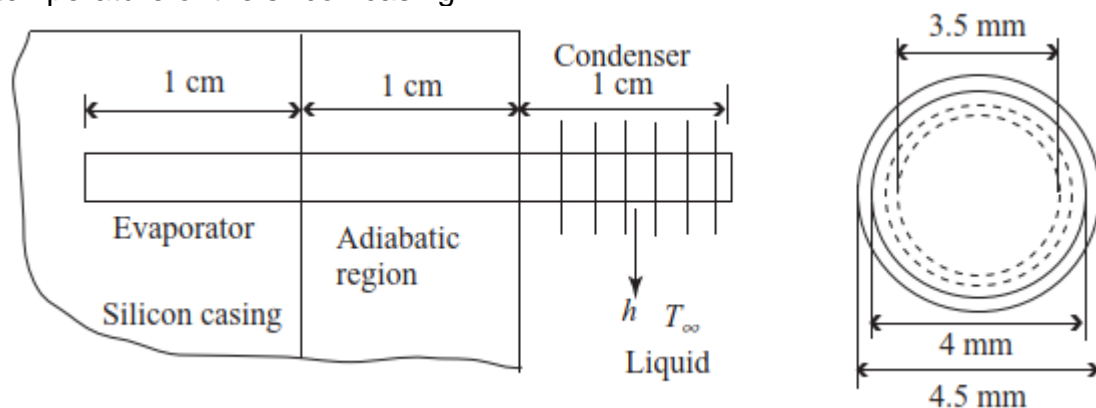 temperature of the silicon casing
3.5 mm
Condenser
1 cm
1 cm
1 cm
Evaporator
Adiabatic
region
Silicon casing
h T∞
Liquid
4 mm
4.5 mm